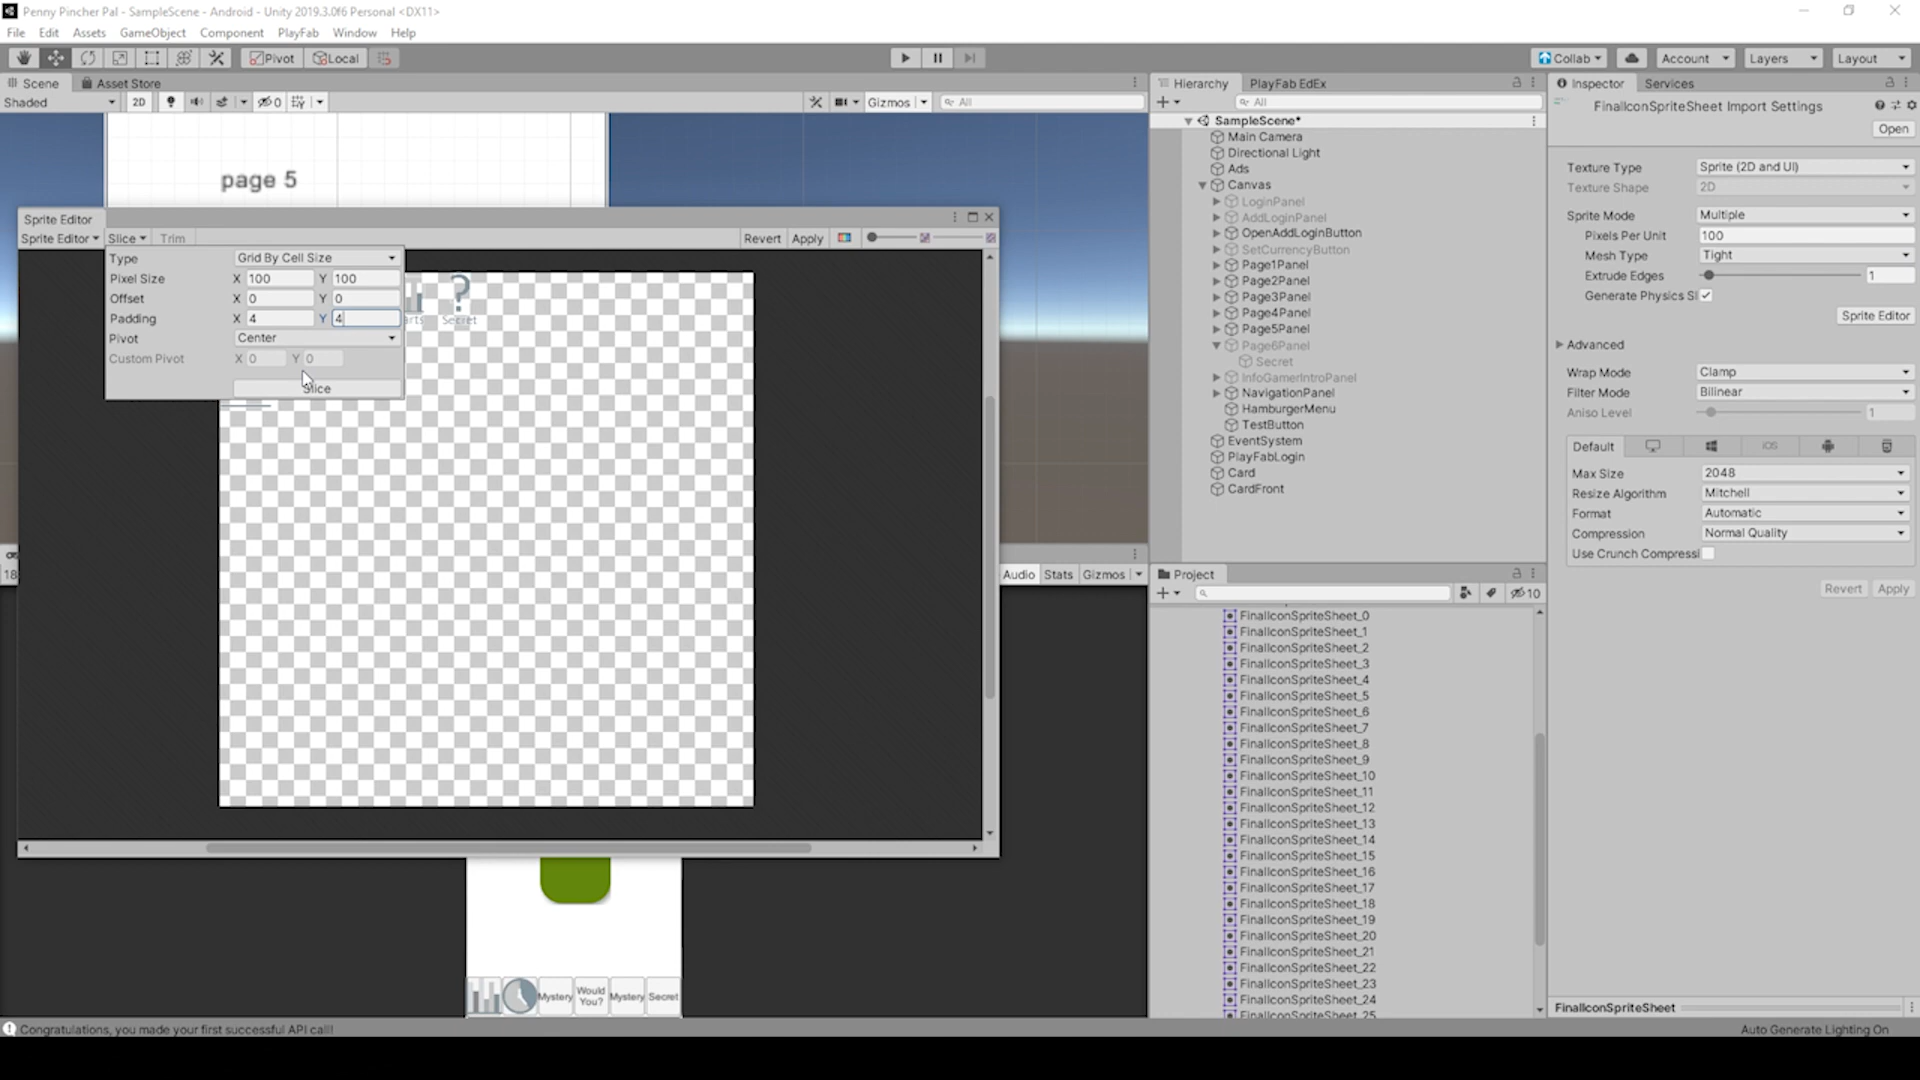 Penny Pincher Pal - SampleScene - Android - Unity 2019.3.0f6 Personal <DX11>
File Edit Assets GameObject Component PlayFab Window Help
Pivot Local Collab Account Layers Layout
Scene Asset Store
Shaded 2D 0 Gizmos All
page 5
Sprite Editor
Sprite Editor Slice Trim Revert Apply
Type Grid By Cell Size
Pixel Size X 100 Y 100
Offset X 0 Y 0
Padding X 4 Y 4
Pivot Center
Custom Pivot X 0 Y 0
Slice
arts Secret
?
18
Audio Stats Gizmos
Mystery Would You? Mystery Secret
Congratulations, you made your first successful API call!
Hierarchy PlayFab EdEx
All
SampleScene*
Main Camera
Directional Light
Ads
Canvas
LoginPanel
AddLoginPanel
OpenAddLoginButton
SetCurrencyButton
Page1Panel
Page2Panel
Page3Panel
Page4Panel
Page5Panel
Page6Panel
Secret
InfoGamerIntroPanel
NavigationPanel
HamburgerMenu
TestButton
EventSystem
PlayFabLogin
Card
CardFront
Project
10
FinalIconSpriteSheet_0
FinalIconSpriteSheet_1
FinalIconSpriteSheet_2
FinalIconSpriteSheet_3
FinalIconSpriteSheet_4
FinalIconSpriteSheet_5
FinalIconSpriteSheet_6
FinalIconSpriteSheet_7
FinalIconSpriteSheet_8
FinalIconSpriteSheet_9
FinalIconSpriteSheet_10
FinalIconSpriteSheet_11
FinalIconSpriteSheet_12
FinalIconSpriteSheet_13
FinalIconSpriteSheet_14
FinalIconSpriteSheet_15
FinalIconSpriteSheet_16
FinalIconSpriteSheet_17
FinalIconSpriteSheet_18
FinalIconSpriteSheet_19
FinalIconSpriteSheet_20
FinalIconSpriteSheet_21
FinalIconSpriteSheet_22
FinalIconSpriteSheet_23
FinalIconSpriteSheet_24
FinalIconSpriteSheet_25
Inspector Services
FinalIconSpriteSheet Import Settings
Open
Texture Type Sprite (2D and UI)
Texture Shape 2D
Sprite Mode Multiple
Pixels Per Unit 100
Mesh Type Tight
Extrude Edges 1
Generate Physics Sl
Sprite Editor
Advanced
Wrap Mode Clamp
Filter Mode Bilinear
Aniso Level 1
Default iOS
Max Size 2048
Resize Algorithm Mitchell
Format Automatic
Compression Normal Quality
Use Crunch Compressi
Revert Apply
FinalIconSpriteSheet
Auto Generate Lighting On